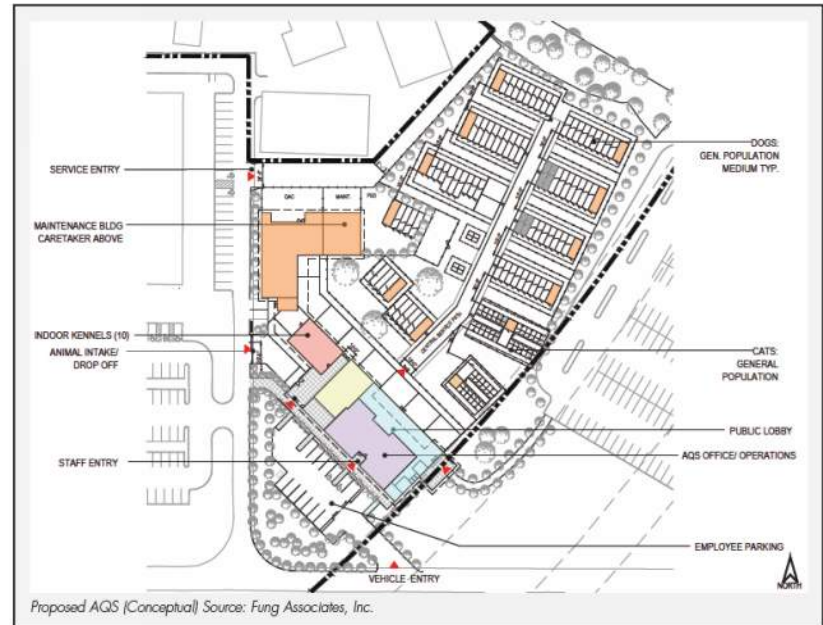 SERVICE ENTRY
MAINTENANCE BLDG
CARETAKER ABOVE
INDOOR KENNELS (10)
ANIMAL INTAKE/
DROP OFF
STAFF ENTRY
DOGS:
GEN. POPULATION
MEDIUM TYP.
CATS:
GENERAL
POPULATION
PUBLIC LOBBY
AQS OFFICE/ OPERATIONS
EMPLOYEE PARKING
VEHICLE ENTRY
NORTH
MAINT.
Proposed AQS (Conceptual) Source: Fung Associates, Inc.